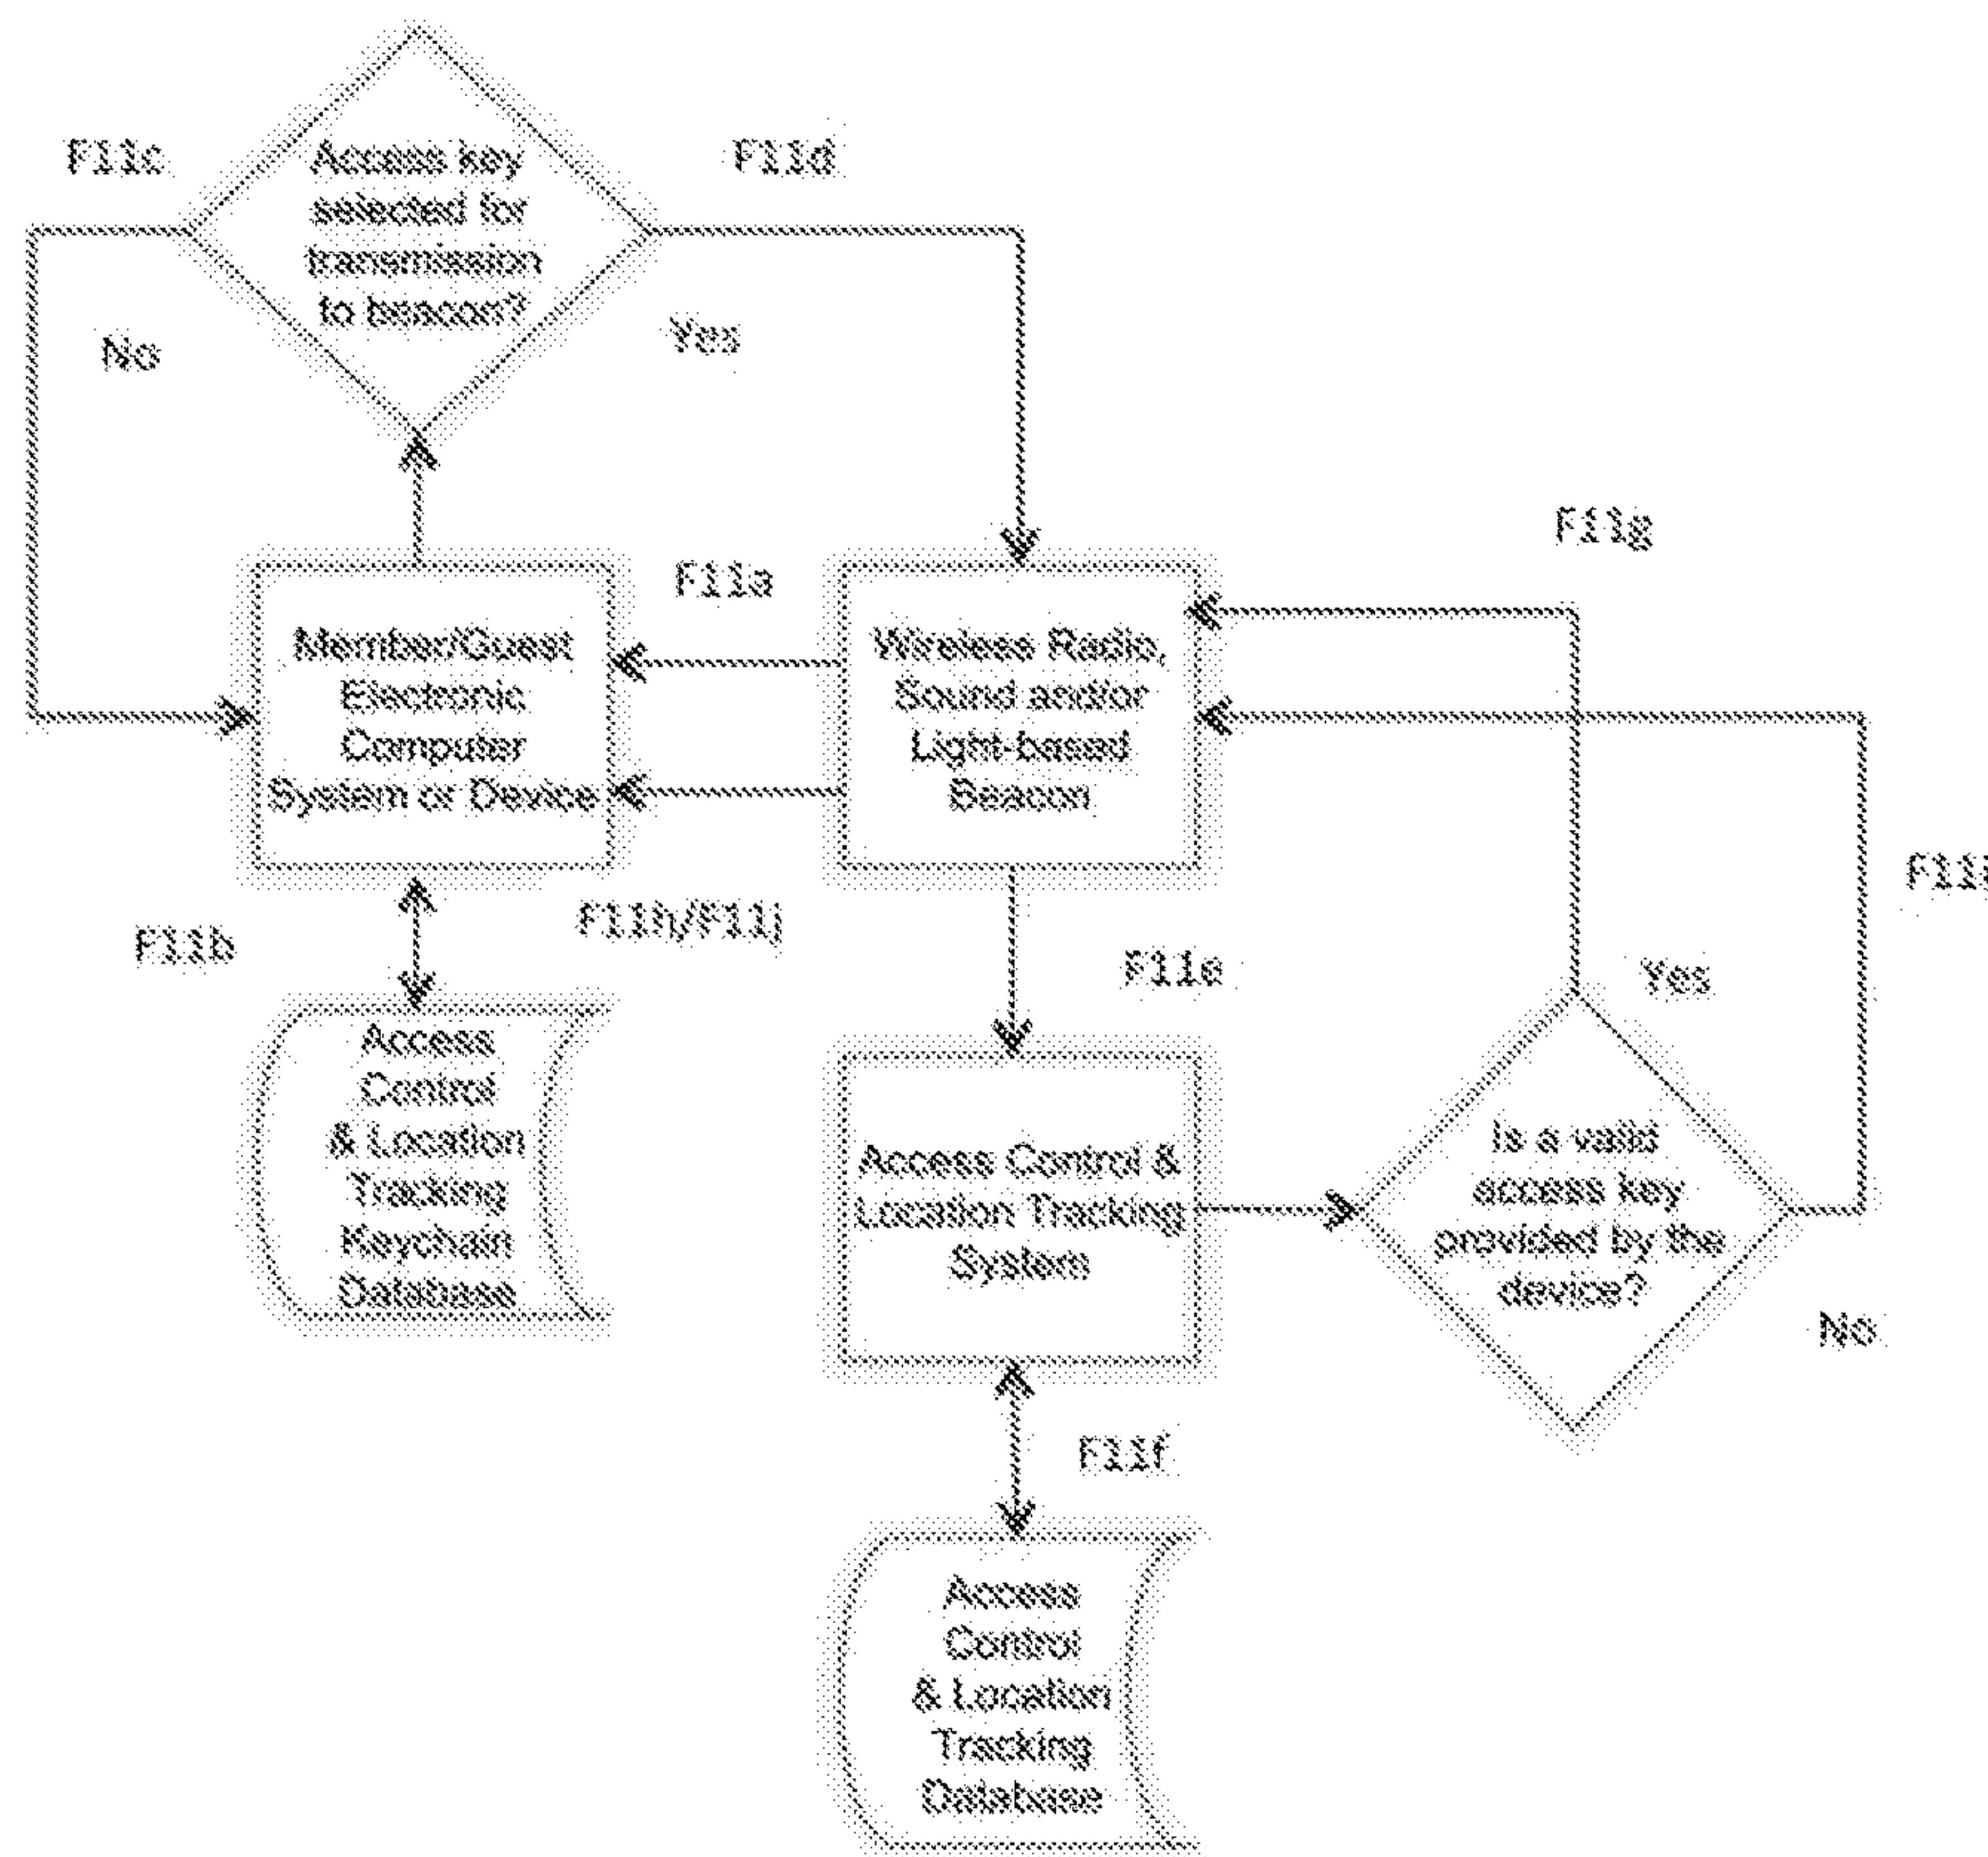 F11c
Access key
selected for
transmission
to beacon?
F11d
No
Yes
F11a
F11g
Member/Guest
Electronic
Computer
System or Device
Wireless Radio,
Sound and/or
Light-based
Beacon
F11b
F11h/F11j
F11e
Yes
Access
Control
& Location
Tracking
Keychain
Database
Access Control &
Location Tracking
System
Is a valid
access key
provided by the
device?
No
F11f
Access
Control
& Location
Tracking
Database